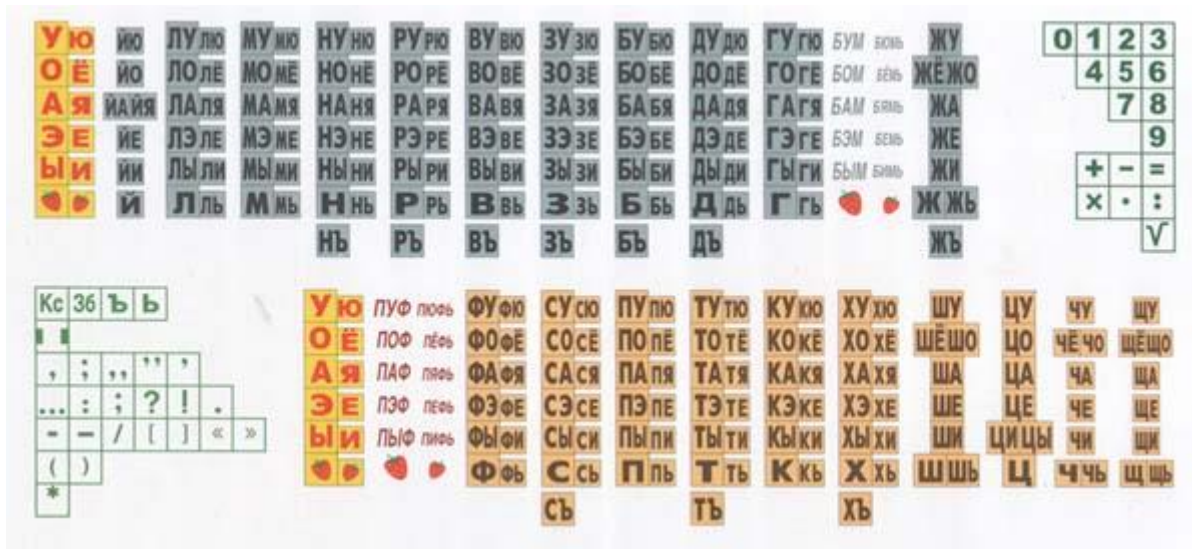 У Ю ЙЮ ЛУ ЛЮ МУ МЮ НУ НЮ РУ РЮ ВУ ВЮ ЗУ ЗЮ БУ БЮ ДУ ДЮ ГУ ГЮ БУМ БЮМЬ ЖУ 0 1 2 3
О Ё ЙО ЛО ЛЁ МО МЁ НО НЁ РО РЁ ВО ВЁ ЗО ЗЁ БО БЁ ДО ДЁ ГО ГЁ БОМ БЁМЬ ЖЁ ЖО 4 5 6
А Я ЙА ЙЯ ЛА ЛЯ МА МЯ НА НЯ РА РЯ ВА ВЯ ЗА ЗЯ БА БЯ ДА ДЯ ГА ГЯ БАМ БЯМЬ ЖА 7 8
Э Е ЙЕ ЛЭ ЛЕ МЭ МЕ НЭ НЕ РЭ РЕ ВЭ ВЕ ЗЭ ЗЕ БЭ БЕ ДЭ ДЕ ГЭ ГЕ БЭМ БЕМЬ ЖЕ 9
Ы И ЙИ ЛЫ ЛИ МЫ МИ НЫ НИ РЫ РИ ВЫ ВИ ЗЫ ЗИ БЫ БИ ДЫ ДИ ГЫ ГИ БЫМ БИМЬ ЖИ + − =
Й Л ЛЬ М МЬ Н НЬ Р РЬ В ВЬ З ЗЬ Б БЬ Д ДЬ Г ГЬ Ж ЖЬ × · :
НЪ РЪ ВЪ ЗЪ БЪ ДЪ ЖЪ √
Кс Зб Ъ Ь
, ; ,, ’’ ’
... : ; ? ! .
- — / [ ] « »
( )
*
У Ю ПУФ ПЮФЬ ФУ ФЮ СУ СЮ ПУ ПЮ ТУ ТЮ КУ КЮ ХУ ХЮ ШУ ЦУ ЧУ ЩУ
О Ё ПОФ ПЁФЬ ФО ФЁ СО СЁ ПО ПЁ ТО ТЁ КО КЁ ХО ХЁ ШЁ ШО ЦО ЧЁ ЧО ЩЁ ЩО
А Я ПАФ ПЯФЬ ФА ФЯ СА СЯ ПА ПЯ ТА ТЯ КА КЯ ХА ХЯ ША ЦА ЧА ЩА
Э Е ПЭФ ПЕФЬ ФЭ ФЕ СЭ СЕ ПЭ ПЕ ТЭ ТЕ КЭ КЕ ХЭ ХЕ ШЕ ЦЕ ЧЕ ЩЕ
Ы И ПЫФ ПИФЬ ФЫ ФИ СЫ СИ ПЫ ПИ ТЫ ТИ КЫ КИ ХЫ ХИ ШИ ЦИ ЦЫ ЧИ ЩИ
Ф ФЬ С СЬ П ПЬ Т ТЬ К КЬ Х ХЬ Ш ШЬ Ц Ч ЧЬ Щ ЩЬ
СЪ ТЪ ХЪ